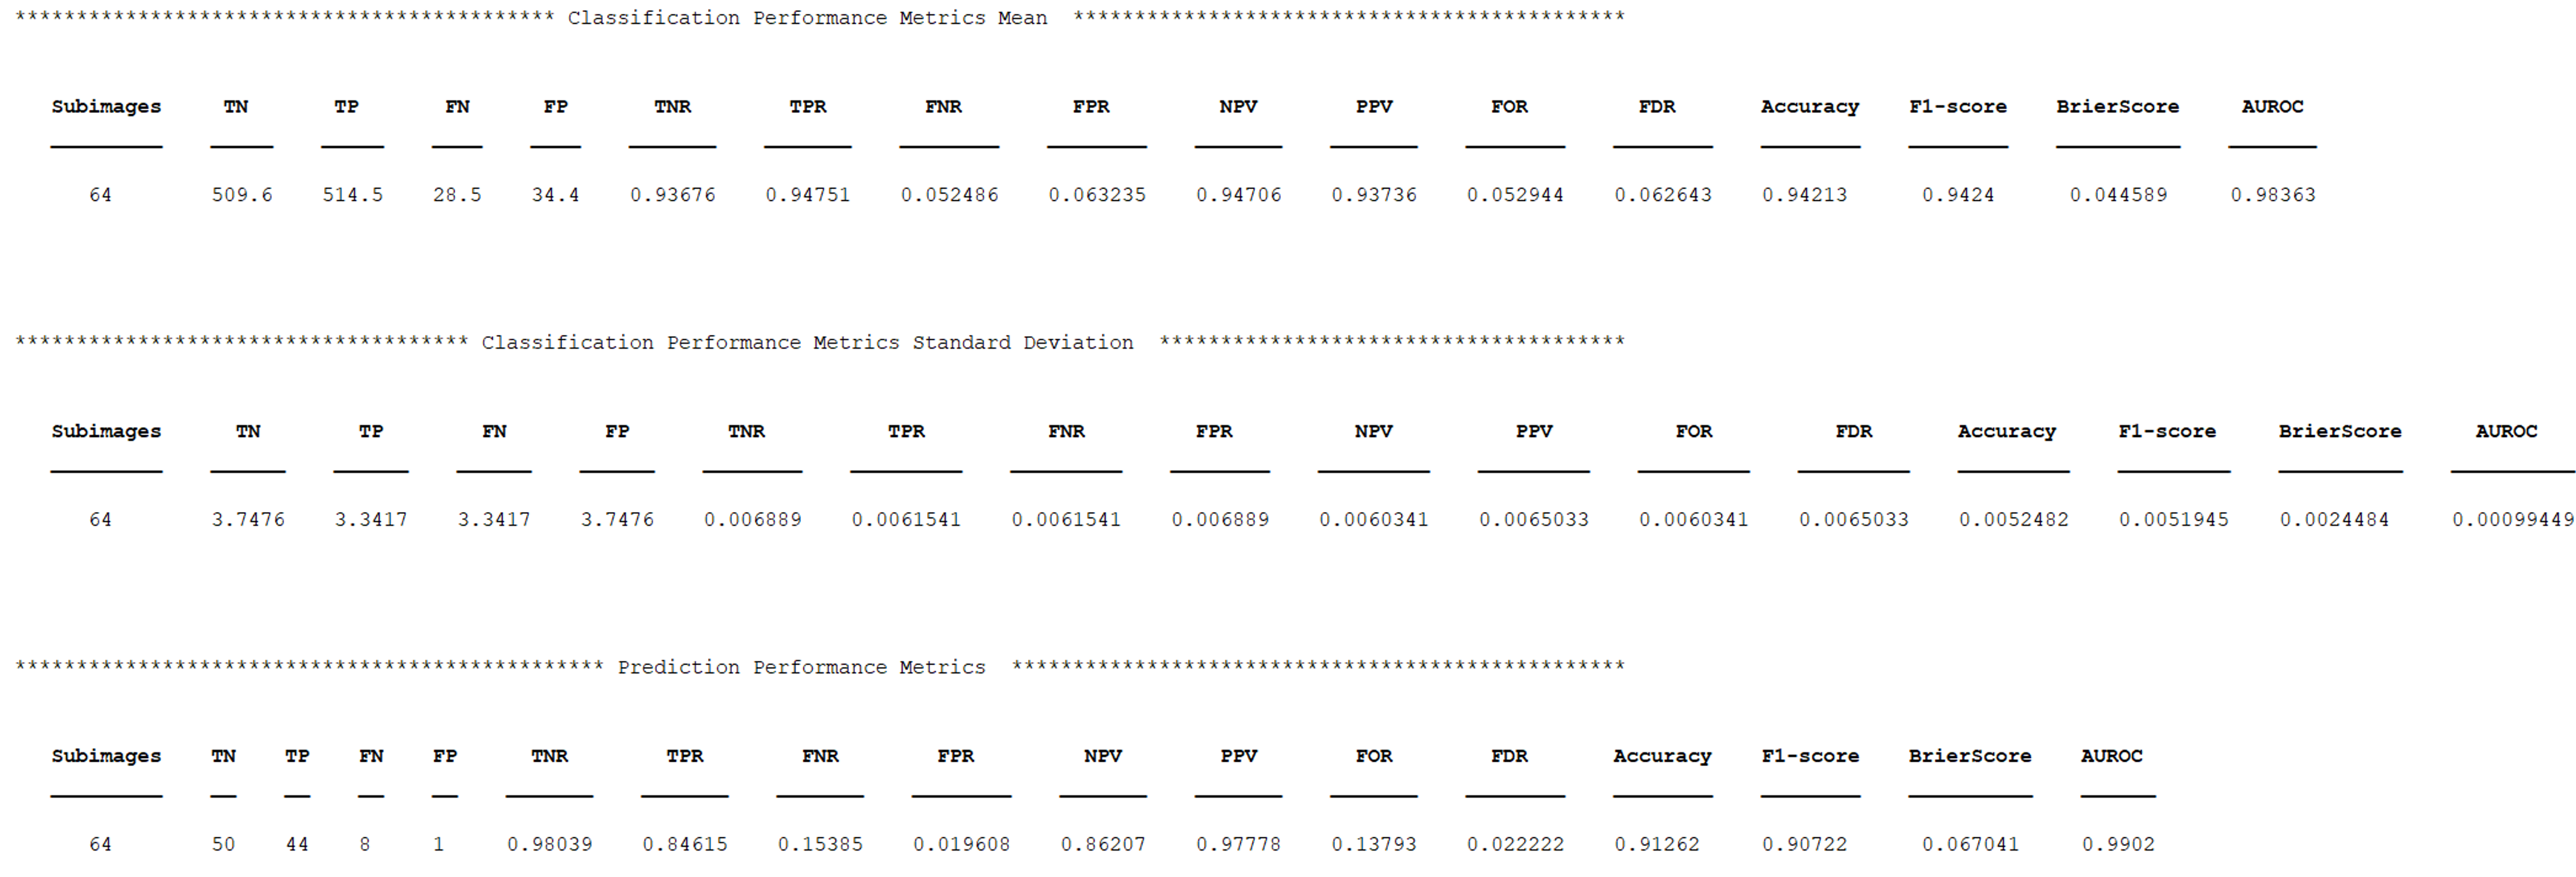 ******************************************** Classification Performance Metrics Mean *********************************************
Subimages TN TP FN FP TNR TPR FNR FPR NPV PPV FOR FDR Accuracy F1-score BrierScore AUROC
64 509.6 514.5 28.5 34.4 0.93676 0.94751 0.052486 0.063235 0.94706 0.93736 0.052944 0.062643 0.94213 0.9424 0.044589 0.98363
************************************* Classification Performance Metrics Standard Deviation **************************************
Subimages TN TP FN FP TNR TPR FNR FPR NPV PPV FOR FDR Accuracy F1-score BrierScore AUROC
64 3.7476 3.3417 3.3417 3.7476 0.006889 0.0061541 0.0061541 0.006889 0.0060341 0.0065033 0.0060341 0.0065033 0.0052482 0.0051945 0.0024484 0.00099449
************************************************ Prediction Performance Metrics **************************************************
Subimages TN TP FN FP TNR TPR FNR FPR NPV PPV FOR FDR Accuracy F1-score BrierScore AUROC
64 50 44 8 1 0.98039 0.84615 0.15385 0.019608 0.86207 0.97778 0.13793 0.022222 0.91262 0.90722 0.067041 0.9902